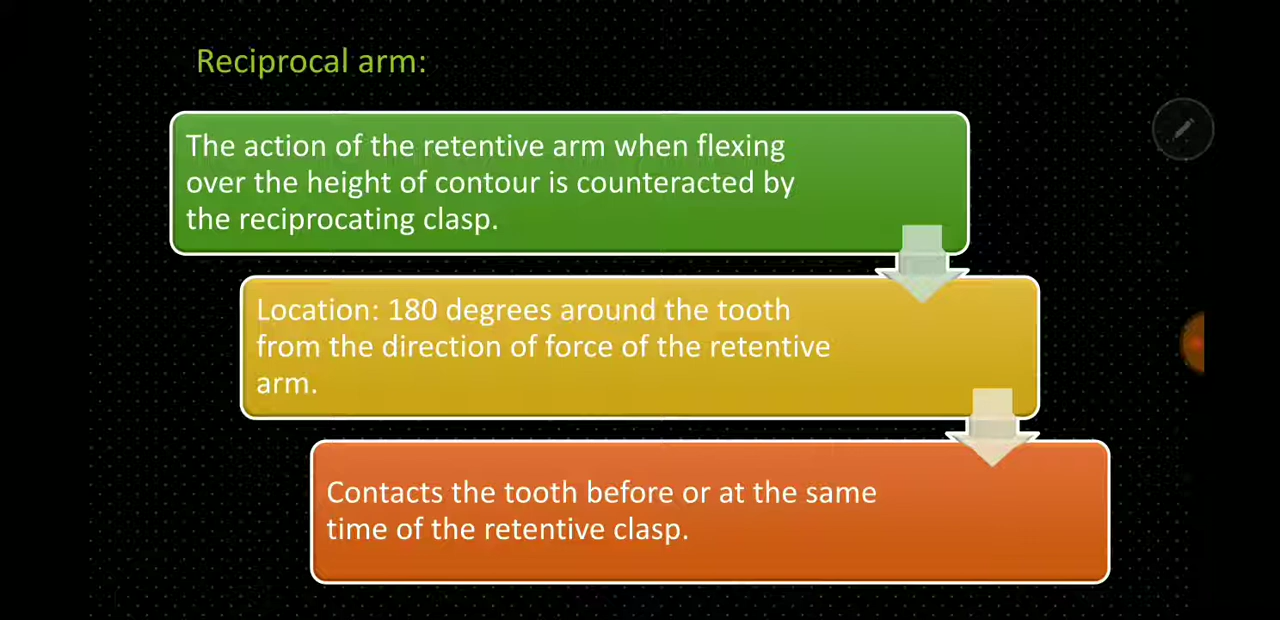 Reciprocal arm:
The action of the retentive arm when flexing
over the height of contour is counteracted by
the reciprocating clasp.
Location: 180 degrees around the tooth
from the direction of force of the retentive
arm.
Contacts the tooth before or at the same
time of the retentive clasp.